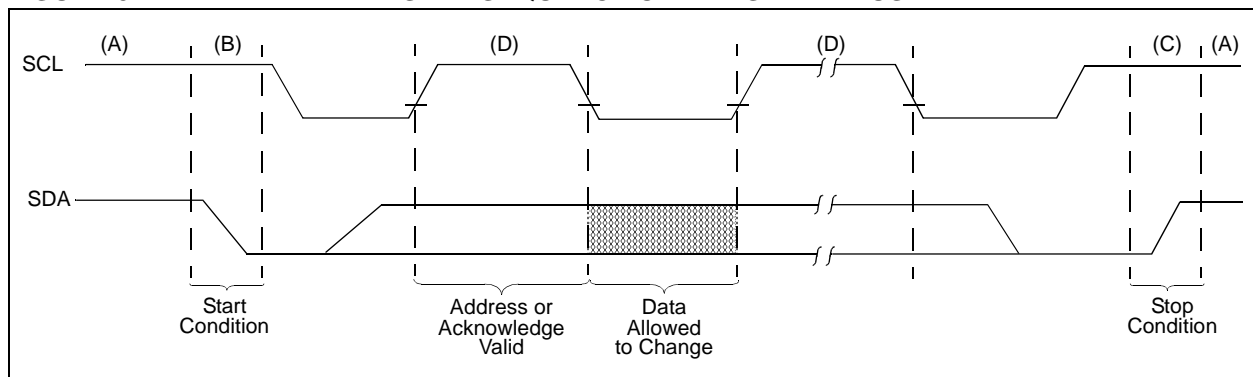 (A) (B) (D) (D) (C) (A)
SCL
SDA
Start
Condition
Address or
Acknowledge
Valid
Data
Allowed
to Change
Stop
Condition